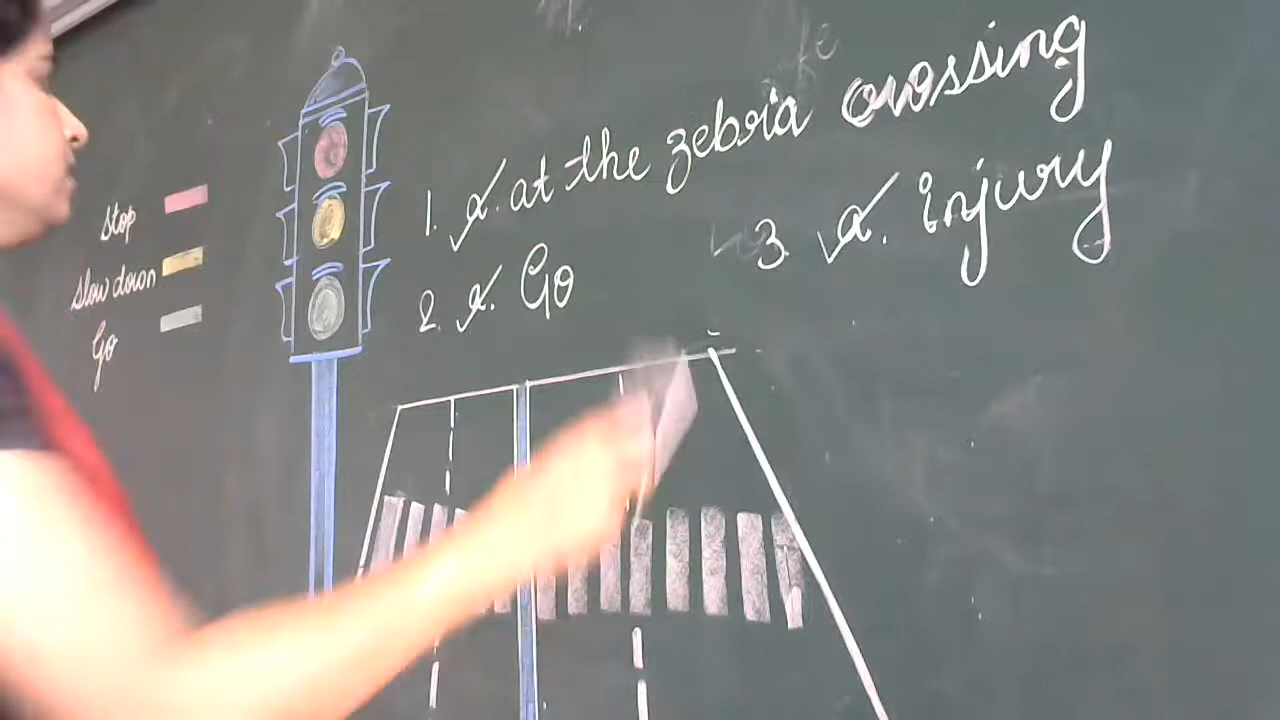 Stop
Slow down
Go
1. ✓a. at the zebra crossing
2. ✓a. Go
3. ✓a. injury